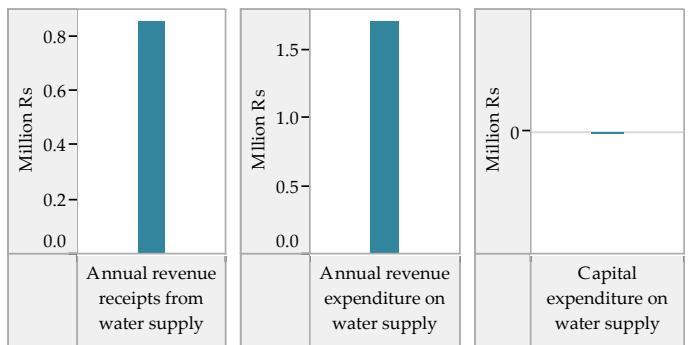 Million Rs
0.8
0.6
0.4
0.2
0.0
Annual revenue
receipts from
water supply
Mllion Rs
1.5
1.0
0.5
0.0
Annual revenue
expenditure on
water supply
Million Rs
0
Capital
expenditure on
water supply